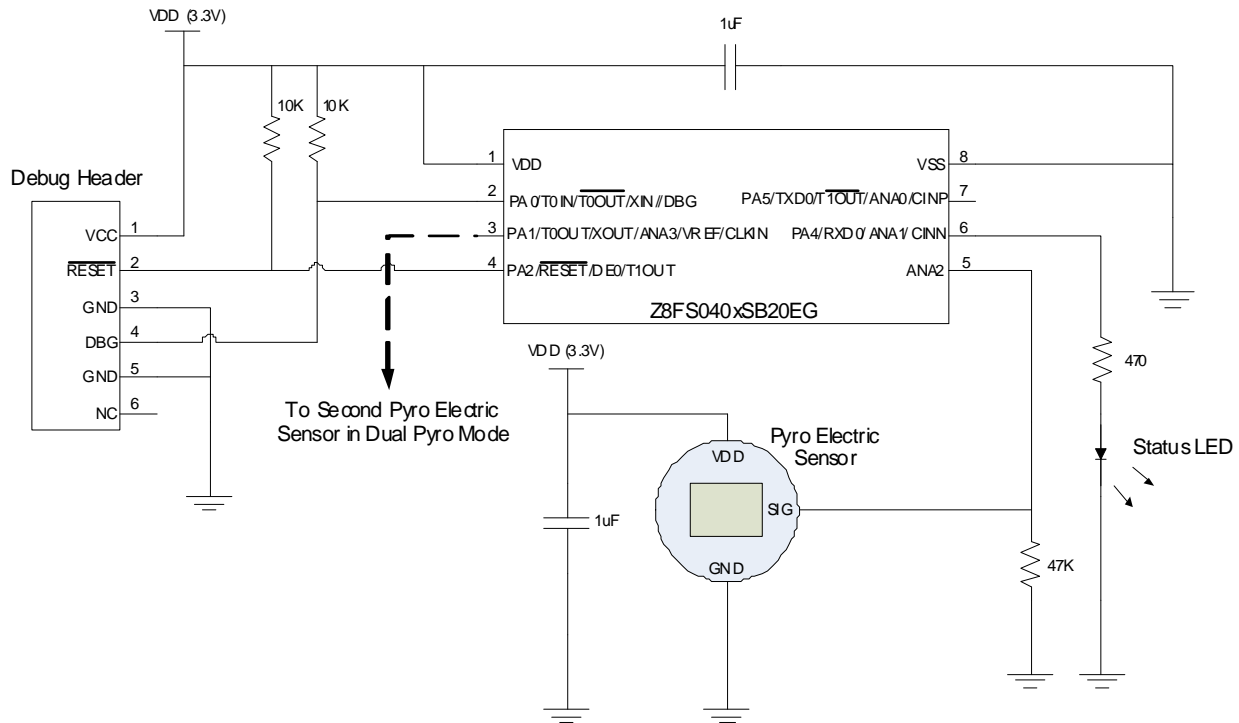 VDD (3.3V)
1uF
10K
10K
Debug Header
1
VDD
VSS
8
2
PA0/T0IN/T0OUT/XIN//DBG
PA5/TXD0/T1OUT/ANA0/CINP
7
VCC
1
3
PA1/T0OUT/XOUT/ANA3/VREF/CLKIN
PA4/RXD0/ANA1/CINN
6
RESET
2
4
PA2/RESET/DE0/T1OUT
ANA2
5
GND
3
Z8FS040xSB20EG
DBG
4
GND
5
NC
6
VDD (3.3V)
470
To Second Pyro Electric
Sensor in Dual Pyro Mode
Pyro Electric
Sensor
Status LED
VDD
SIG
1uF
GND
47K